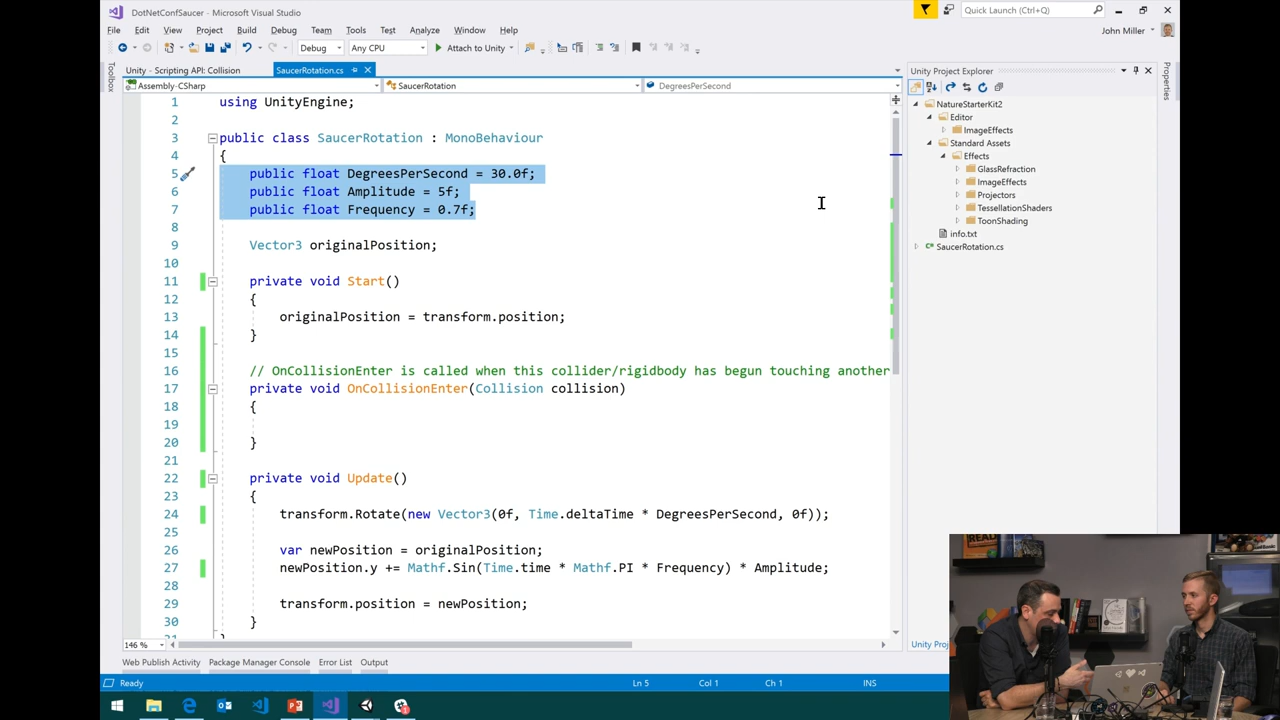 DotNetConfSaucer - Microsoft Visual Studio
Quick Launch (Ctrl+Q)
File Edit View Project Build Debug Team Tools Test Analyze Window Help
John Miller
Debug Any CPU Attach to Unity
Toolbox
Unity - Scripting API: Collision SaucerRotation.cs
Unity Project Explorer
Properties
Assembly-CSharp SaucerRotation DegreesPerSecond
1 using UnityEngine;
2
3 public class SaucerRotation : MonoBehaviour
4 {
5 public float DegreesPerSecond = 30.0f;
6 public float Amplitude = 5f;
7 public float Frequency = 0.7f;
8
9 Vector3 originalPosition;
10
11 private void Start()
12 {
13 originalPosition = transform.position;
14 }
15
16 // OnCollisionEnter is called when this collider/rigidbody has begun touching another
17 private void OnCollisionEnter(Collision collision)
18 {
19
20 }
21
22 private void Update()
23 {
24 transform.Rotate(new Vector3(0f, Time.deltaTime * DegreesPerSecond, 0f));
25
26 var newPosition = originalPosition;
27 newPosition.y += Mathf.Sin(Time.time * Mathf.PI * Frequency) * Amplitude;
28
29 transform.position = newPosition;
30 }
NatureStarterKit2
Editor
ImageEffects
Standard Assets
Effects
GlassRefraction
ImageEffects
Projectors
TessellationShaders
ToonShading
info.txt
SaucerRotation.cs
146 %
Unity Proj
Web Publish Activity Package Manager Console Error List Output
Ready Ln 5 Col 1 Ch 1 INS